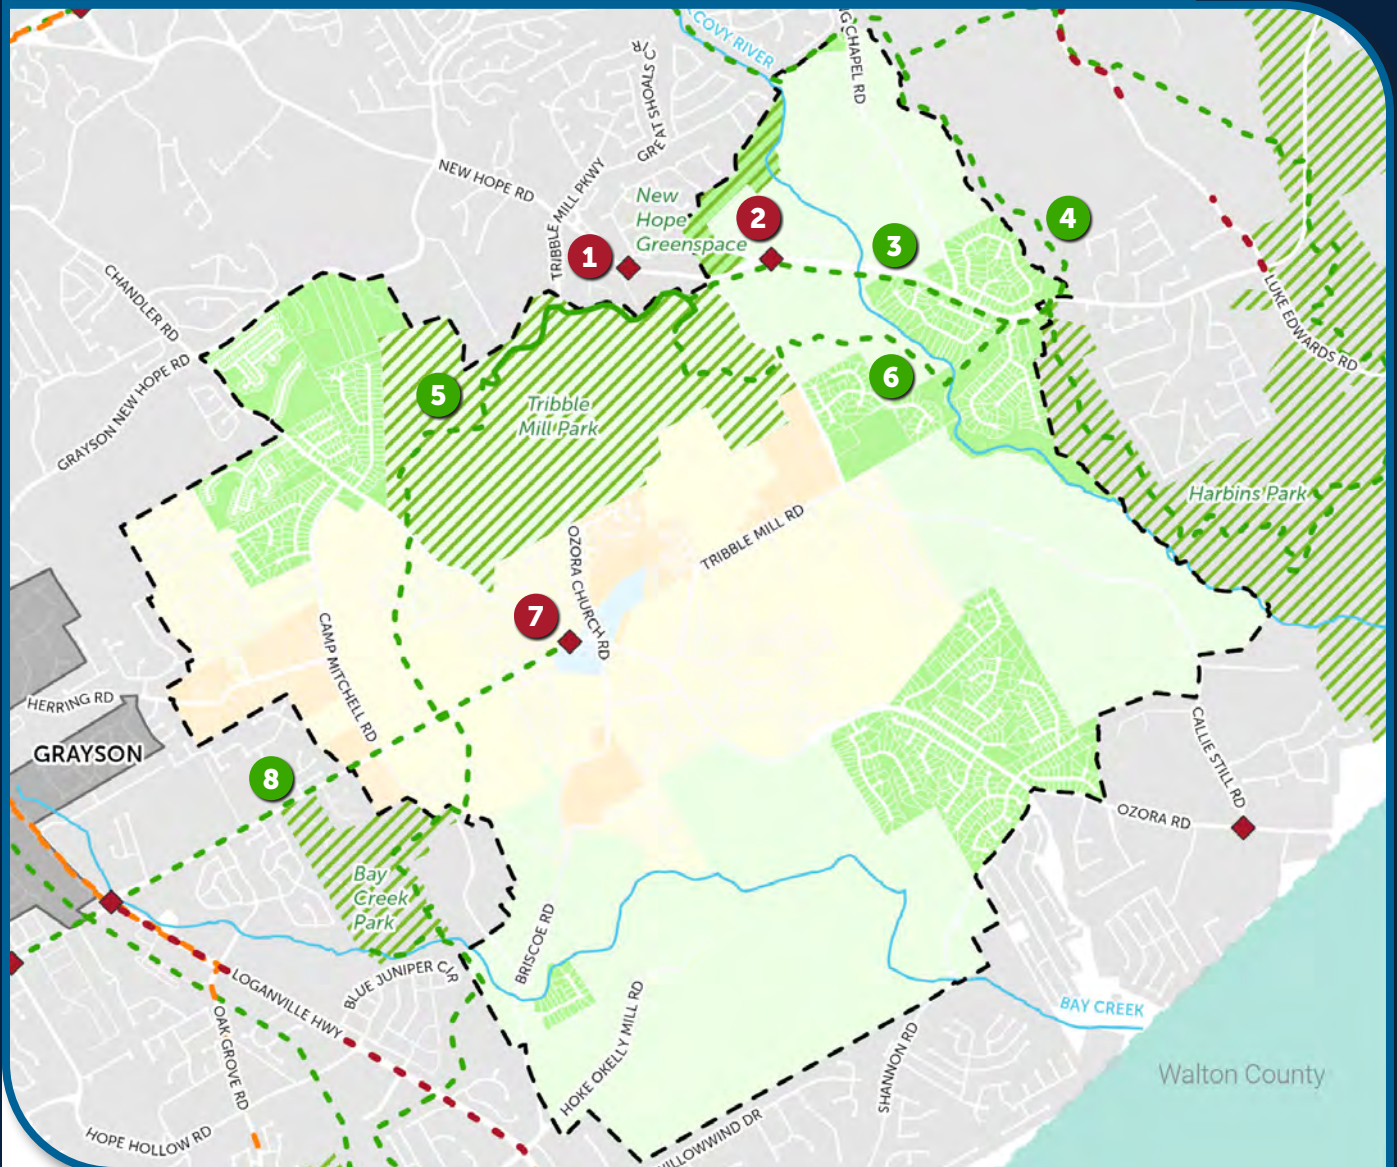 COVY RIVER
G CHAPEL RD
GREAT SHOALS CIR
NEW HOPE RD
TRIBBLE MILL PKWY
New
Hope
Greenspace
1
2
3
4
CHANDLER RD
GRAYSON NEW HOPE RD
LUKE EDWARDS RD
5
6
Tribble
Mill Park
Harbins Park
OZORA CHURCH RD
TRIBBLE MILL RD
7
CAMP MITCHELL RD
HERRING RD
GRAYSON
8
CALLIE STILL RD
OZORA RD
Bay
Creek
Park
BRISCOE RD
BLUE JUNIPER CIR
LOGANVILLE HWY
OAK GROVE RD
HOKE OKELLY MILL RD
SHANNON RD
BAY CREEK
Walton County
HOPE HOLLOW RD
ILLOWWIND DR